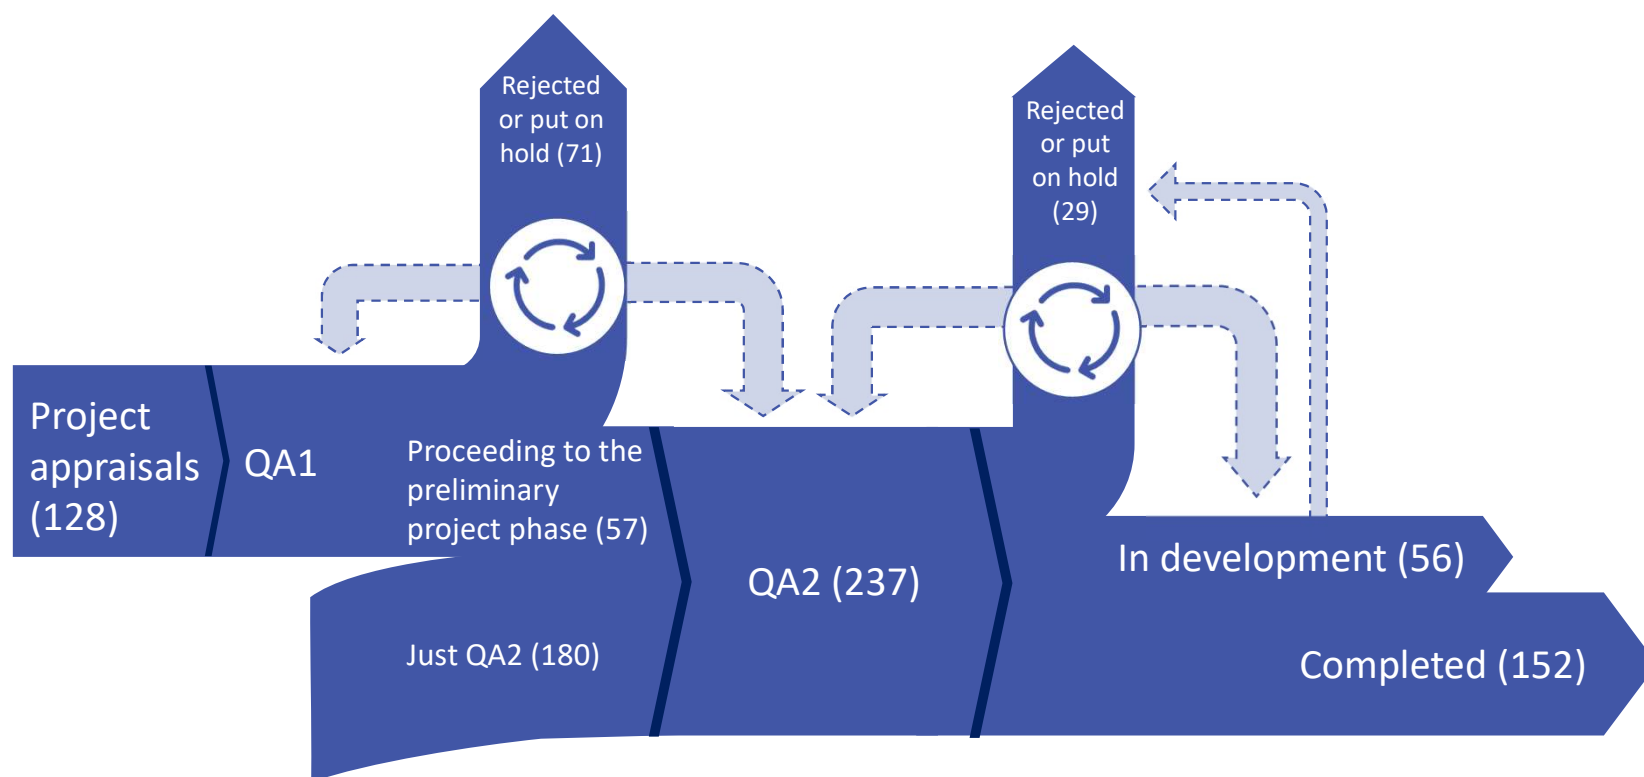 Rejected
or put on
hold (71)
Rejected
or put
on hold
(29)
Project
appraisals
(128)
QA1
Proceeding to the
preliminary
project phase (57)
Just QA2 (180)
QA2 (237)
In development (56)
Completed (152)